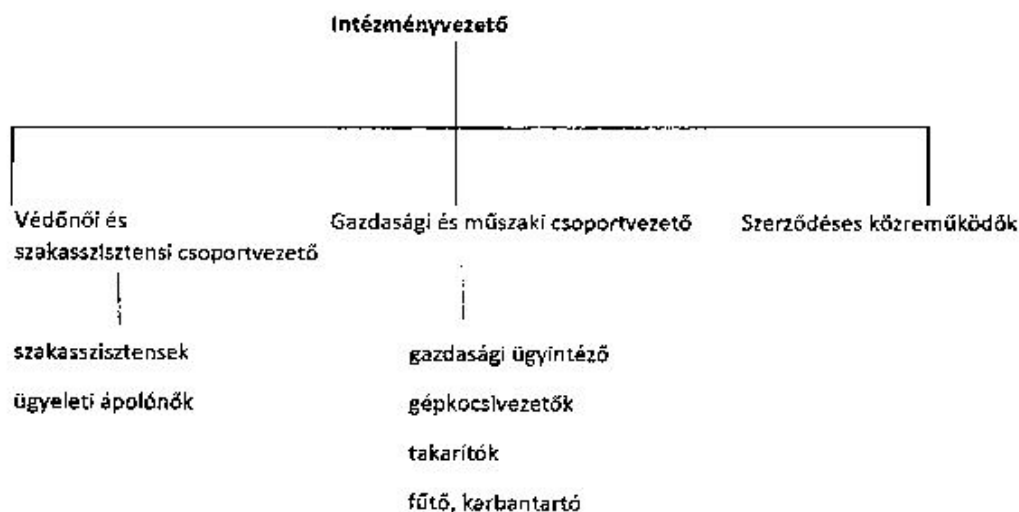 Intézményvezető
Védőnői és
szakasszisztensi csoportvezető
Gazdasági és műszaki csoportvezető
Szerződéses közreműködők
szakasszisztensek
ügyeleti ápolónők
gazdasági ügyintéző
gépkocsivezetők
takarítók
fűtő, karbantartó